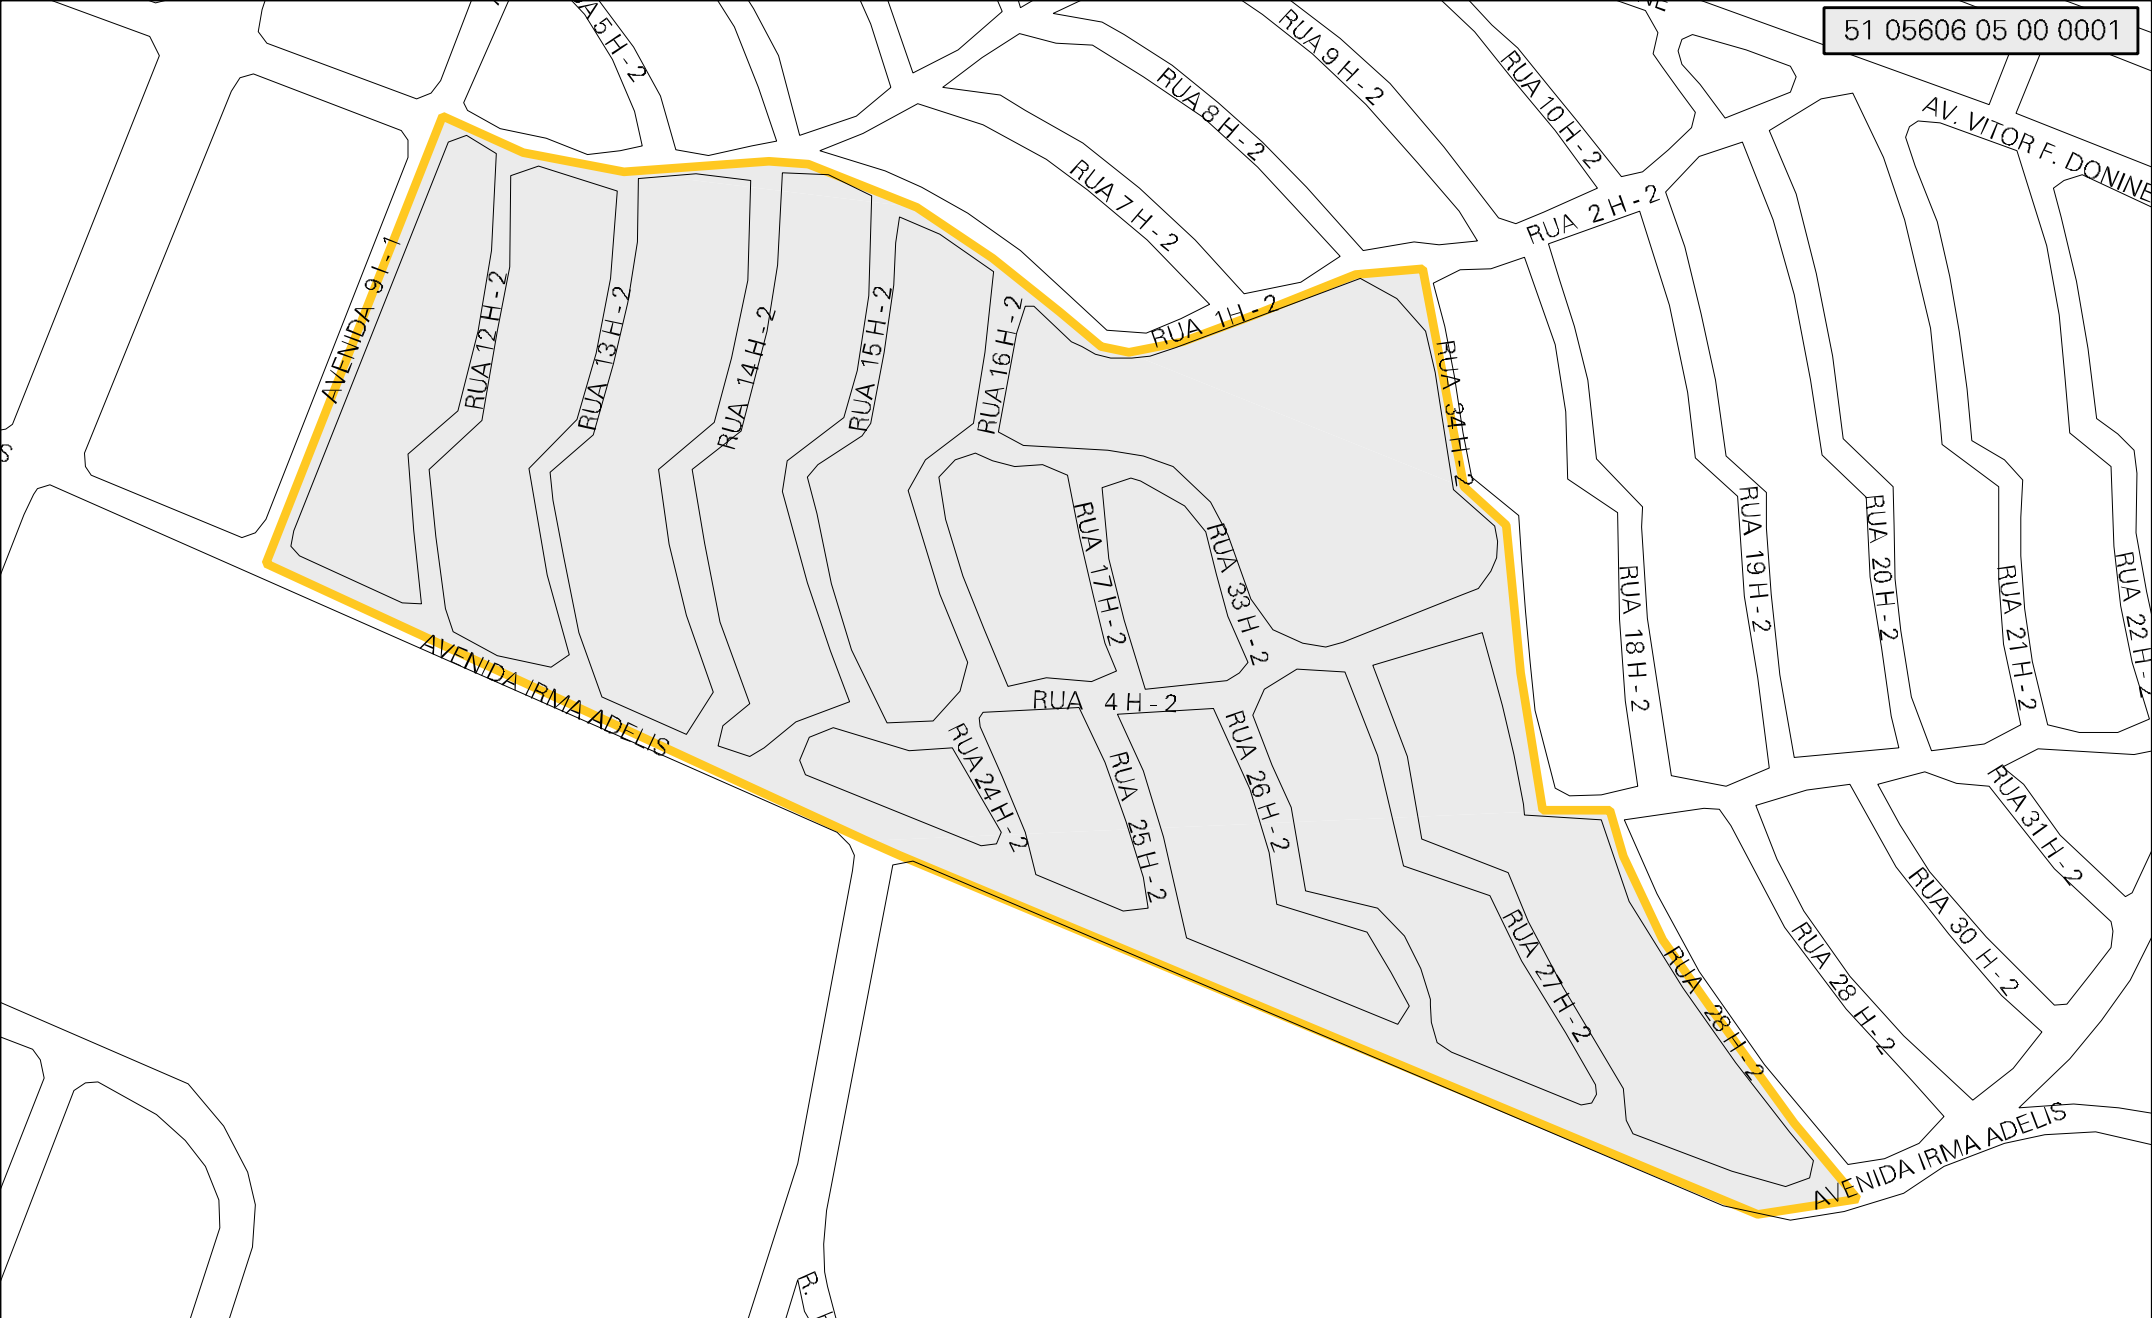 51 05606 05 00 0001
RUA 9 H - 2
RUA 10 H - 2
RUA 8 H - 2
AV. VITOR F. DONINE
RUA 7 H - 2
RUA 2 H - 2
AVENIDA 9 I - 1
RUA 12 H - 2
RUA 13 H - 2
RUA 14 H - 2
RUA 15 H - 2
RUA 16 H - 2
RUA 1 H - 2
RUA 34 H - 2
RUA 17 H - 2
RUA 33 H - 2
RUA 18 H - 2
RUA 19 H - 2
RUA 20 H - 2
RUA 21 H - 2
RUA 22 H - 2
AVENIDA IRMA ADELIS
RUA 4 H - 2
RUA 24 H - 2
RUA 25 H - 2
RUA 26 H - 2
RUA 27 H - 2
RUA 28 H - 2
RUA 28 H - 2
RUA 30 H - 2
RUA 31 H - 2
AVENIDA IRMA ADELIS
R.